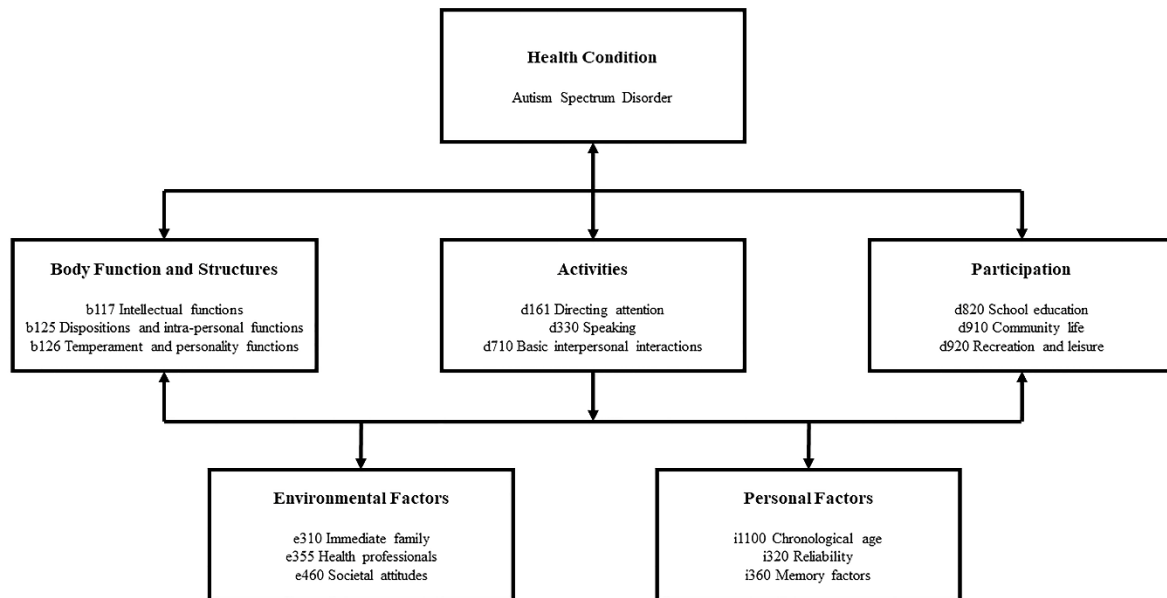 Health Condition
Autism Spectrum Disorder
Body Function and Structures
b117 Intellectual functions
b125 Dispositions and intra-personal functions
b126 Temperament and personality functions
Activities
d161 Directing attention
d330 Speaking
d710 Basic interpersonal interactions
Participation
d820 School education
d910 Community life
d920 Recreation and leisure
Environmental Factors
e310 Immediate family
e355 Health professionals
e460 Societal attitudes
Personal Factors
i1100 Chronological age
i320 Reliability
i360 Memory factors